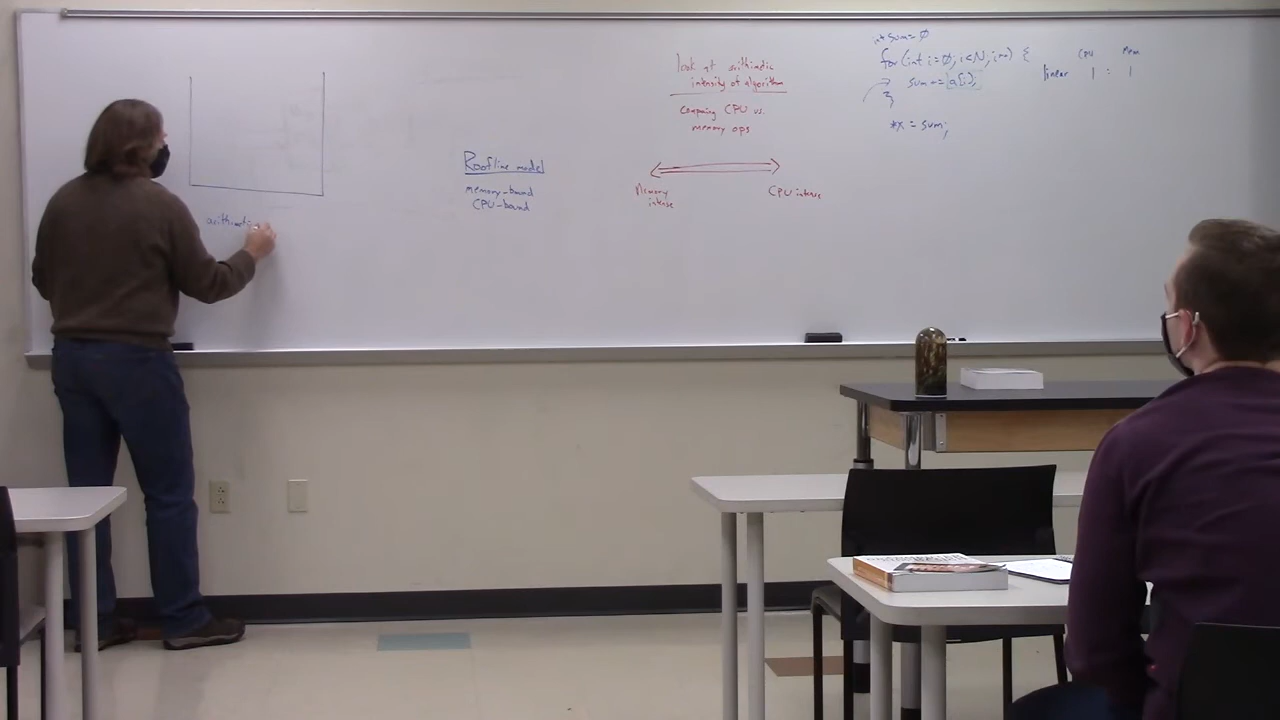 arithmetic
Roofline model
memory-bound
CPU-bound
look at arithmetic
intensity of algorithm
comparing CPU vs.
memory ops
Memory
intense
CPU intense
int sum=0
for (int i=0; i<N; i++) {
sum += a[i];
}
*x = sum;
CPU Mem
linear 1 : 1